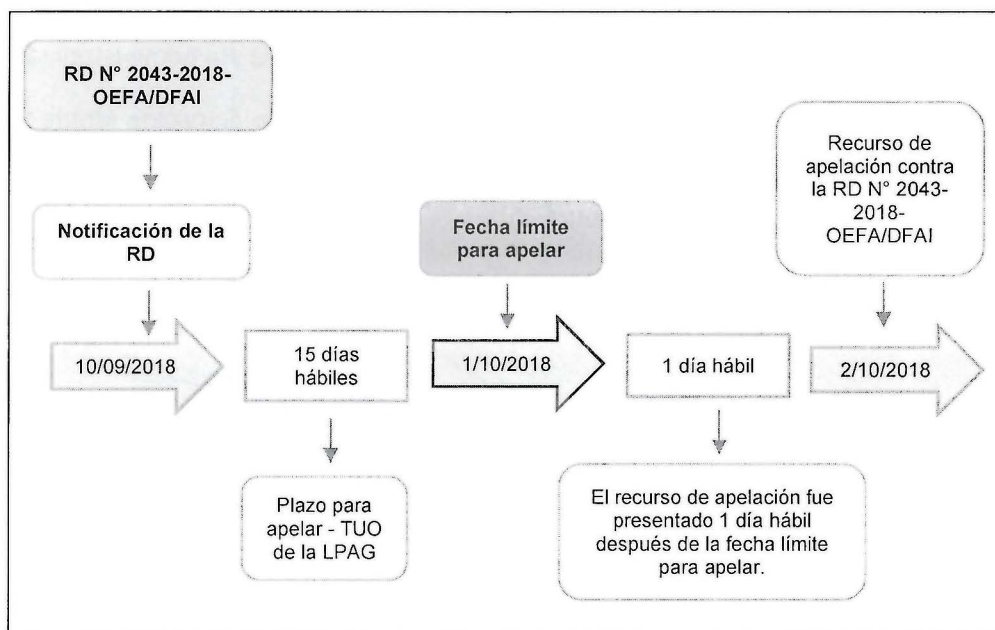 RD N° 2043-2018-
OEFA/DFAI
Notificación de la
RD
10/09/2018
15 días
hábiles
Plazo para
apelar - TUO
de la LPAG
Fecha límite
para apelar
1/10/2018
1 día hábil
El recurso de apelación fue
presentado 1 día hábil
después de la fecha límite
para apelar.
Recurso de
apelación contra
la RD N° 2043-
2018-
OEFA/DFAI
2/10/2018